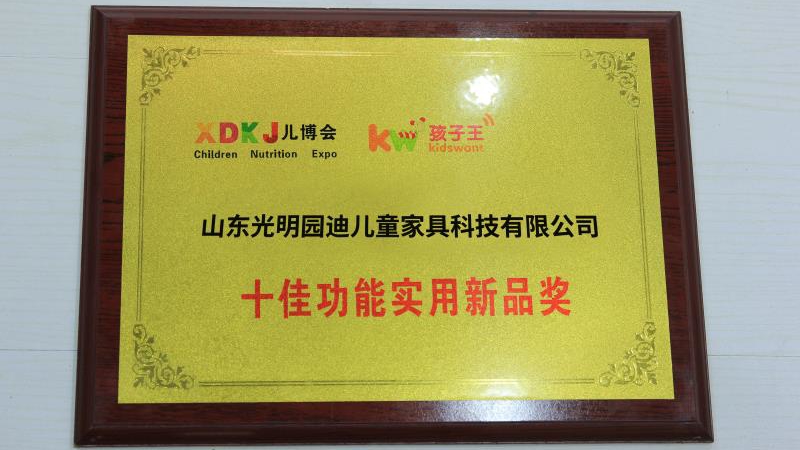 XDKJ儿博会
Children Nutrition Expo
KW 孩子王
kidswant
山东光明园迪儿童家具科技有限公司
十佳功能实用新品奖